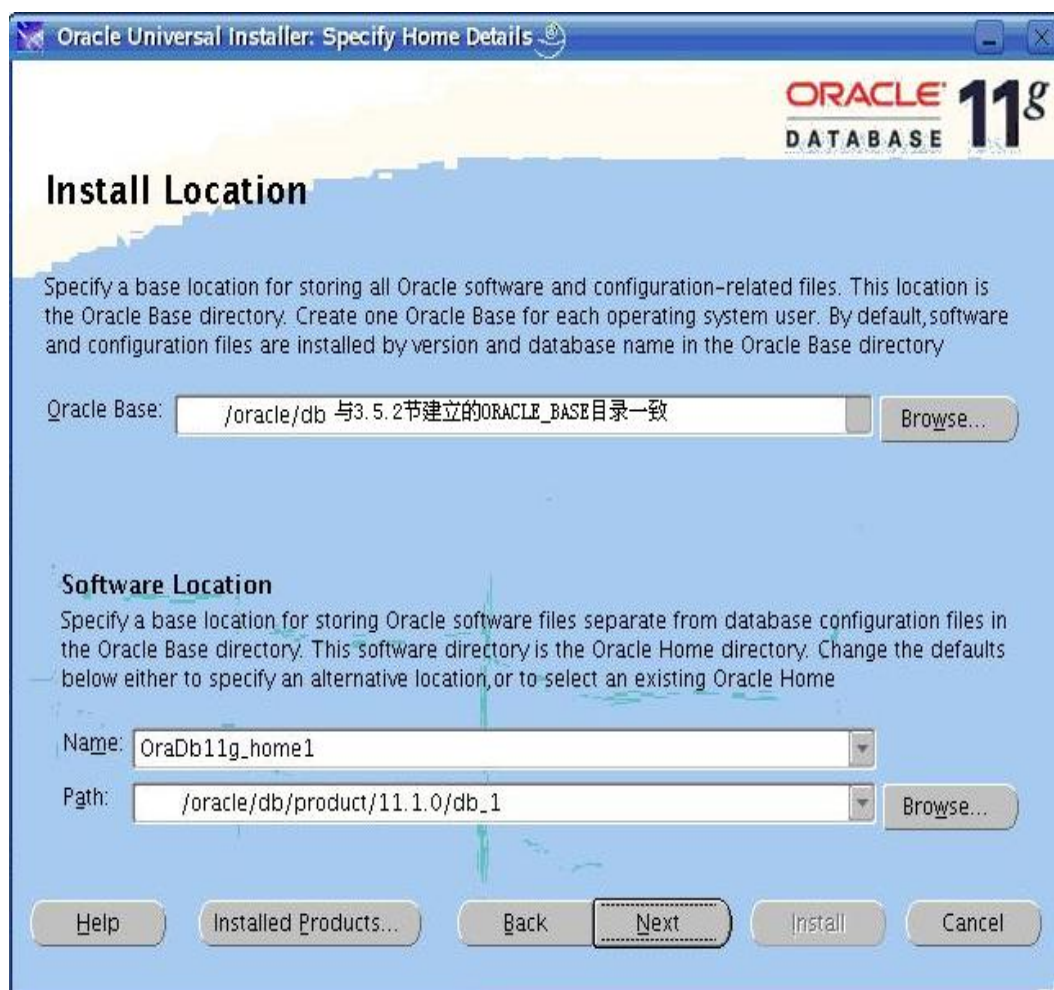 Oracle Universal Installer: Specify Home Details
ORACLE 11g
DATABASE
Install Location
Specify a base location for storing all Oracle software and configuration-related files. This location is
the Oracle Base directory. Create one Oracle Base for each operating system user. By default,software
and configuration files are installed by version and database name in the Oracle Base directory
Oracle Base: /oracle/db 与3.5.2节建立的ORACLE_BASE目录一致 Browse...
Software Location
Specify a base location for storing Oracle software files separate from database configuration files in
the Oracle Base directory. This software directory is the Oracle Home directory. Change the defaults
below either to specify an alternative location,or to select an existing Oracle Home
Name: OraDb11g_home1
Path: /oracle/db/product/11.1.0/db_1 Browse...
Help Installed Products... Back Next Install Cancel